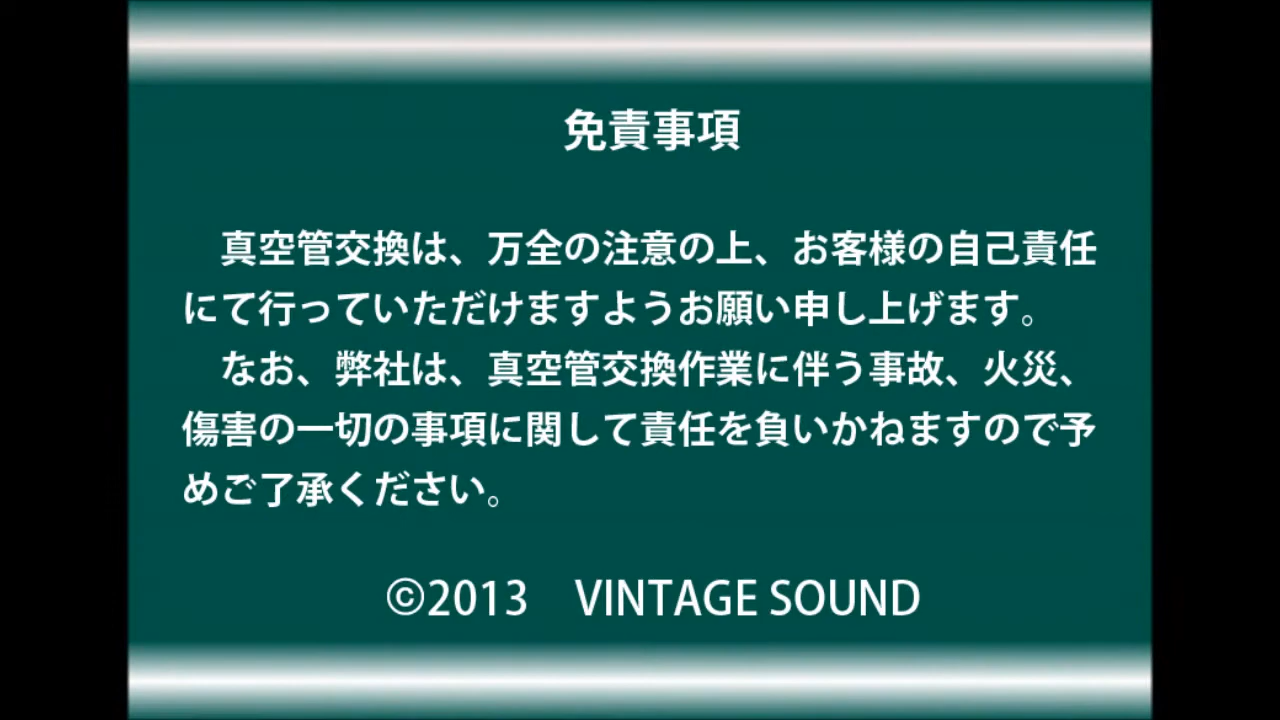 免責事項
　真空管交換は、万全の注意の上、お客様の自己責任
にて行っていただけますようお願い申し上げます。
　なお、弊社は、真空管交換作業に伴う事故、火災、
傷害の一切の事項に関して責任を負いかねますので予
めご了承ください。
©2013　VINTAGE SOUND